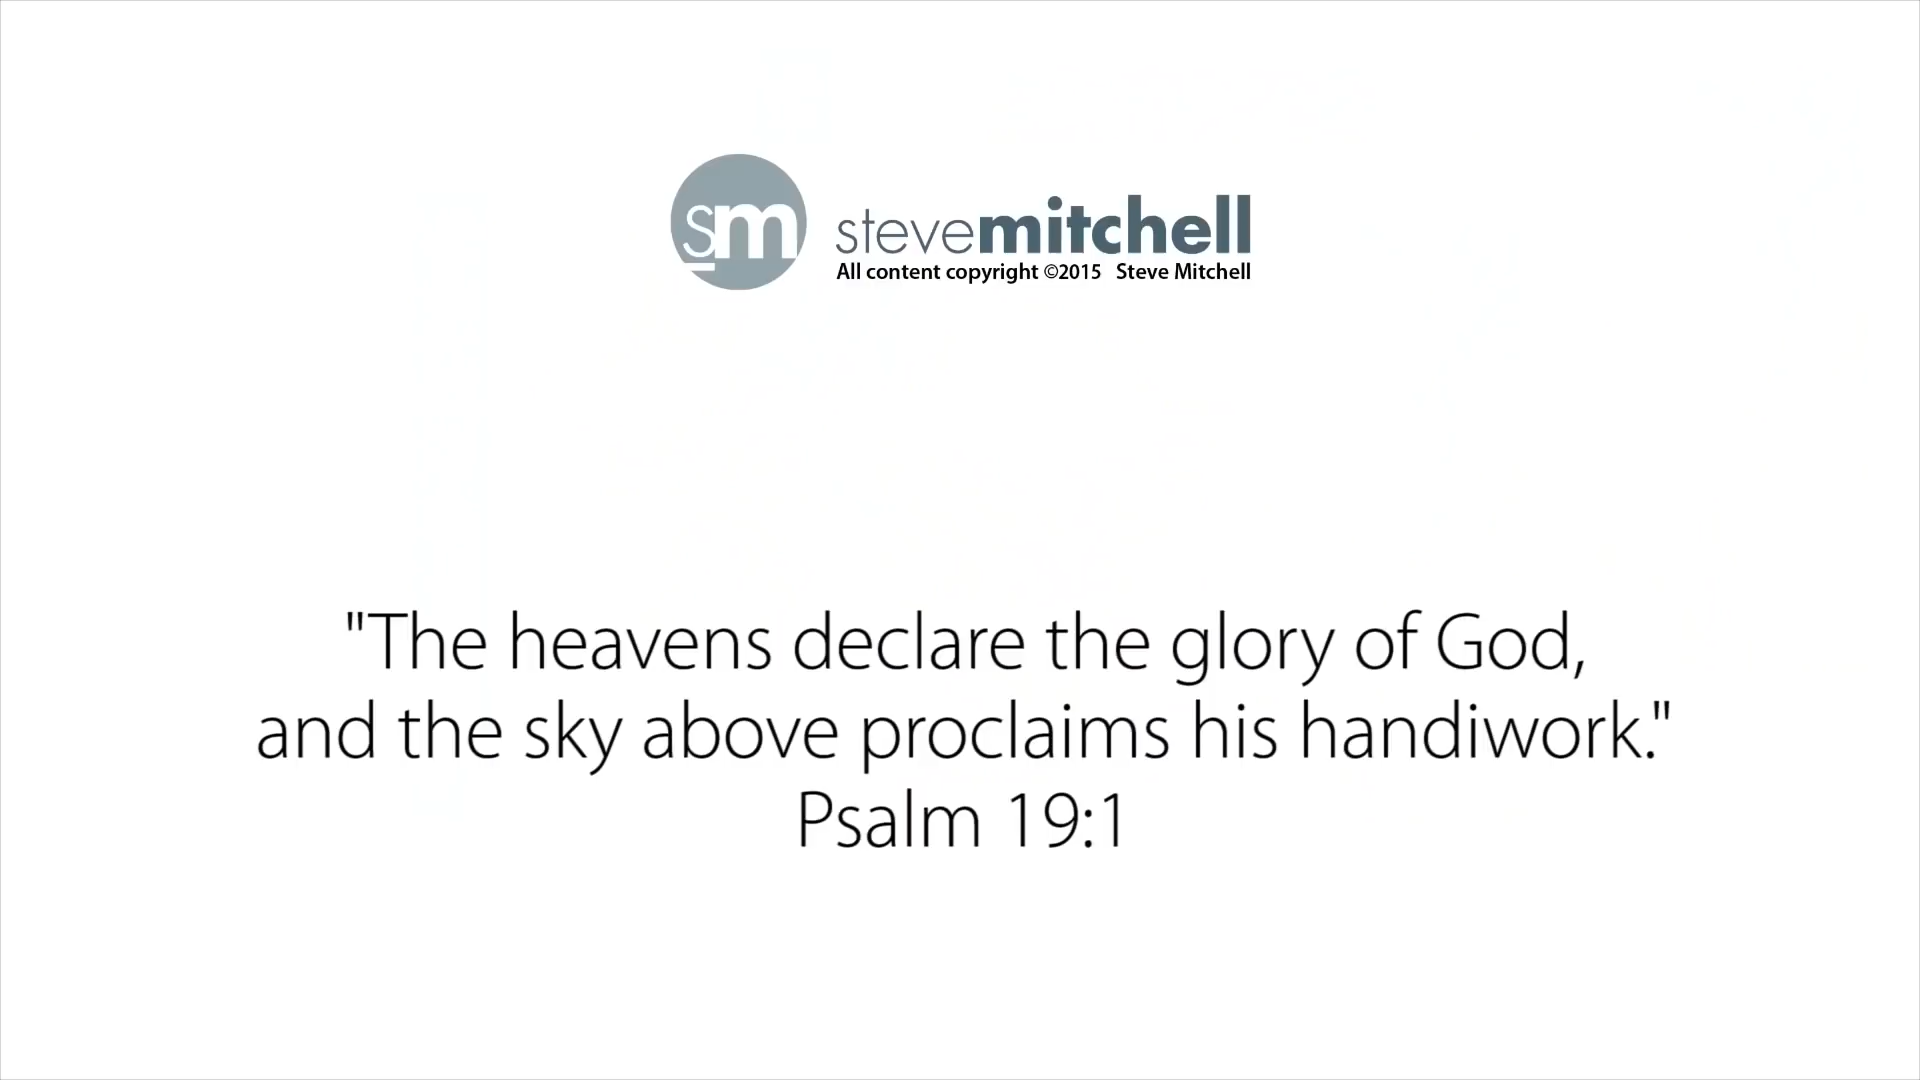 sm stevemitchell
All content copyright ©2015 Steve Mitchell
"The heavens declare the glory of God,
and the sky above proclaims his handiwork."
Psalm 19:1